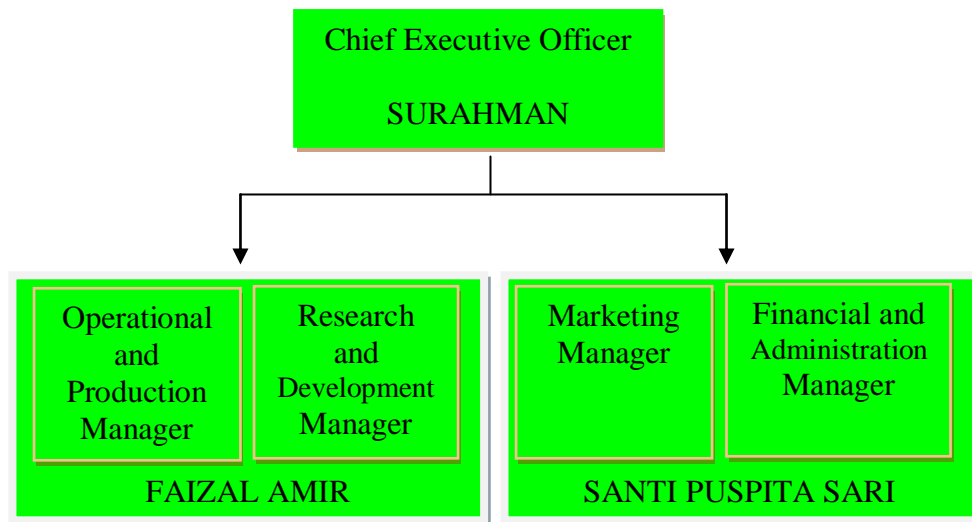 Chief Executive Officer
SURAHMAN
Operational
and
Production
Manager
Research
and
Development
Manager
FAIZAL AMIR
Marketing
Manager
Financial and
Administration
Manager
SANTI PUSPITA SARI